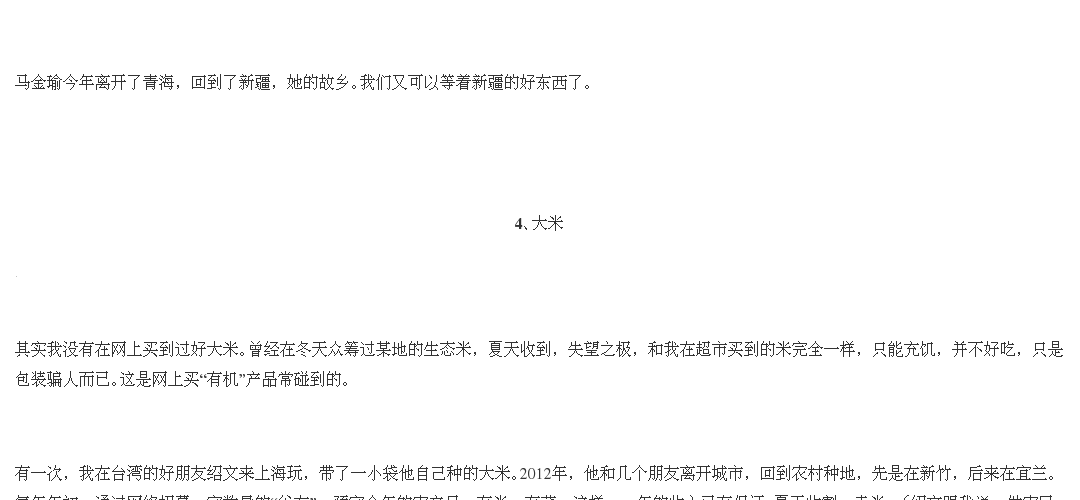 马金瑜今年离开了青海，回到了新疆，她的故乡。我们又可以等着新疆的好东西了。
4、大米
其实我没有在网上买到过好大米。曾经在冬天众筹过某地的生态米，夏天收到，失望之极，和我在超市买到的米完全一样，只能充饥，并不好吃，只是
包装骗人而已。这是网上买“有机”产品常碰到的。
有一次，我在台湾的好朋友绍文来上海玩，带了一小袋他自己种的大米。2012年，他和几个朋友离开城市，回到农村种地，先是在新竹，后来在宜兰。